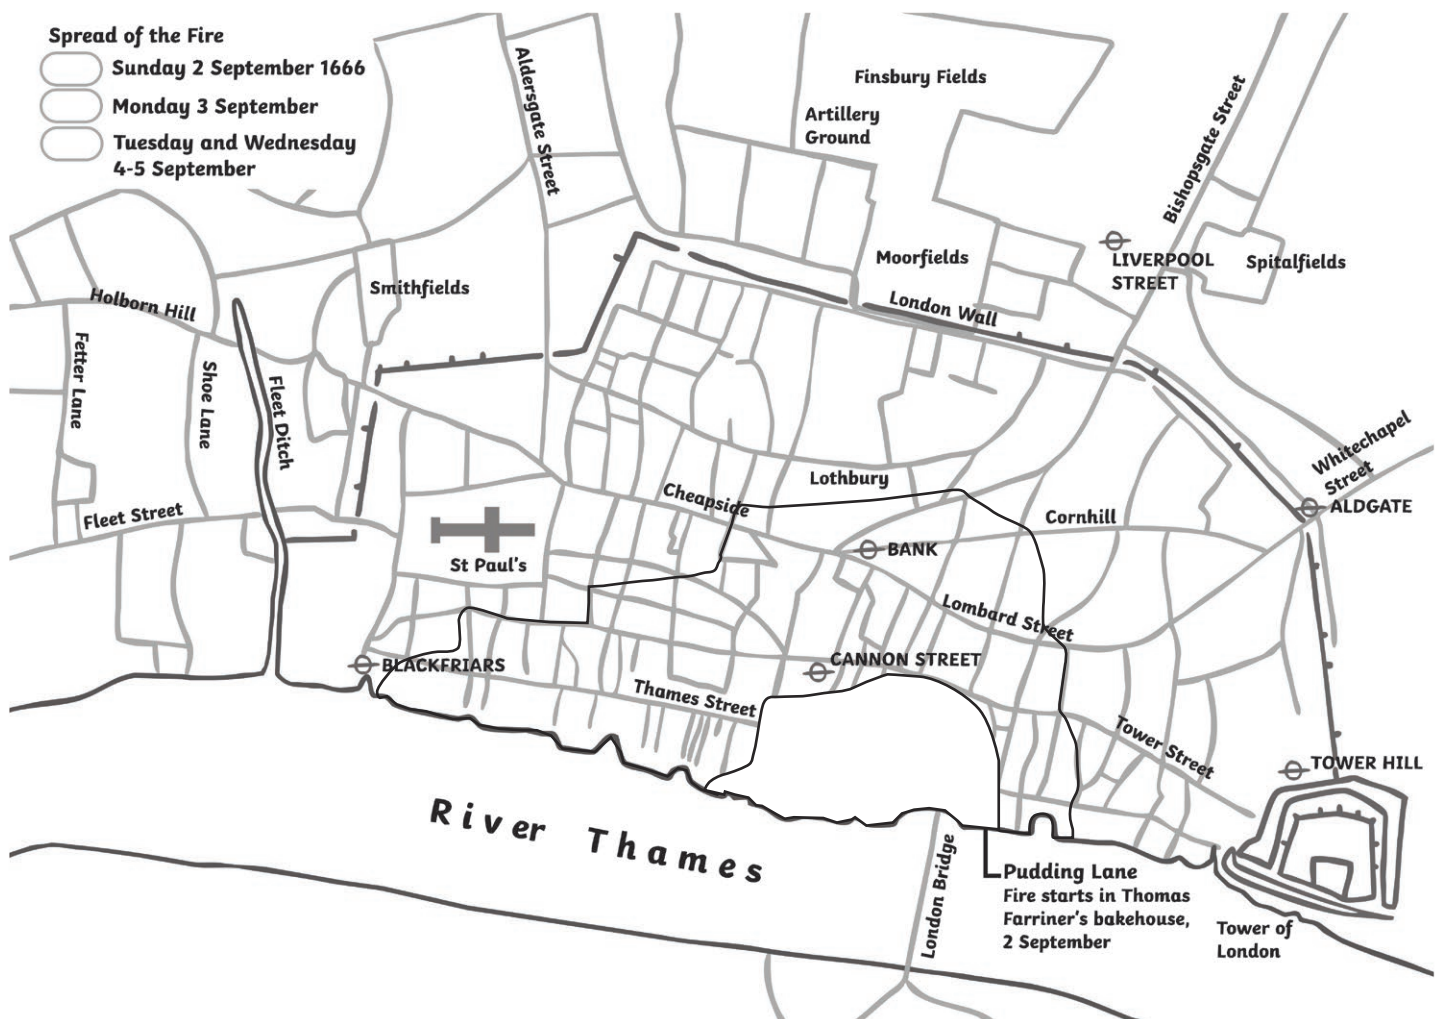 Spread of the Fire
Sunday 2 September 1666
Monday 3 September
Tuesday and Wednesday
4-5 September
Aldersgate Street
Finsbury Fields
Artillery
Ground
Bishopsgate Street
Moorfields
LIVERPOOL
STREET
Spitalfields
Smithfields
Holborn Hill
London Wall
Fetter Lane
Shoe Lane
Fleet Ditch
Whitechapel
Street
Lothbury
Cheapside
ALDGATE
Fleet Street
Cornhill
BANK
St Paul's
Lombard Street
BLACKFRIARS
CANNON STREET
Thames Street
Tower Street
TOWER HILL
River Thames
London Bridge
Pudding Lane
Fire starts in Thomas
Farriner's bakehouse,
2 September
Tower of
London